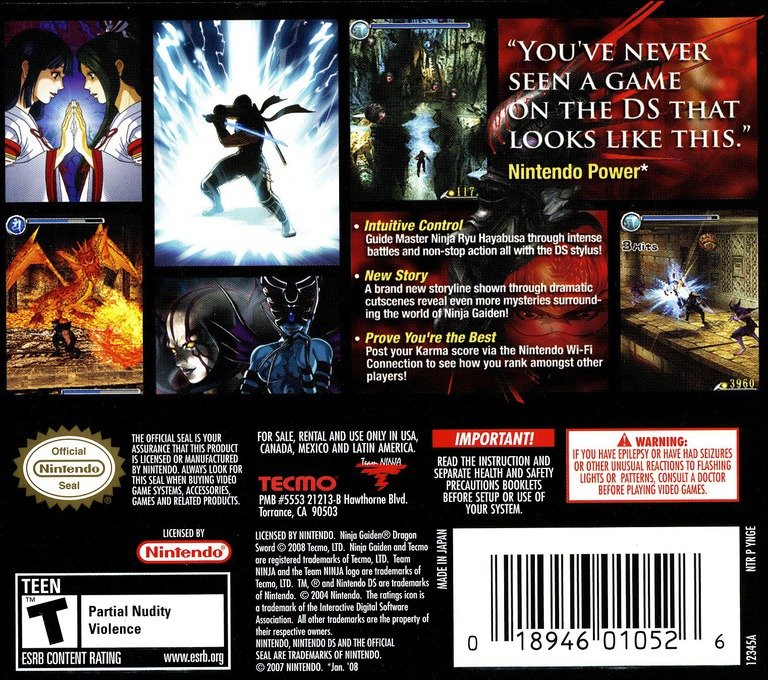 "YOU'VE NEVER
SEEN A GAME
ON THE DS THAT
LOOKS LIKE THIS."
Nintendo Power*
117
• Intuitive Control
Guide Master Ninja Ryu Hayabusa through intense
battles and non-stop action all with the DS stylus!
• New Story
A brand new storyline shown through dramatic
cutscenes reveal even more mysteries surround-
ing the world of Ninja Gaiden!
• Prove You're the Best
Post your Karma score via the Nintendo Wi-Fi
Connection to see how you rank amongst other
players!
3 Hits
3960
Official
Nintendo
Seal
THE OFFICIAL SEAL IS YOUR
ASSURANCE THAT THIS PRODUCT
IS LICENSED OR MANUFACTURED
BY NINTENDO. ALWAYS LOOK FOR
THIS SEAL WHEN BUYING VIDEO
GAME SYSTEMS, ACCESSORIES,
GAMES AND RELATED PRODUCTS.
FOR SALE, RENTAL AND USE ONLY IN USA,
CANADA, MEXICO AND LATIN AMERICA.
TECMO
Team NINJA
PMB #5553 21213-B Hawthorne Blvd.
Torrance, CA 90503
IMPORTANT!
READ THE INSTRUCTION AND
SEPARATE HEALTH AND SAFETY
PRECAUTIONS BOOKLETS
BEFORE SETUP OR USE OF
YOUR SYSTEM.
WARNING:
IF YOU HAVE EPILEPSY OR HAVE HAD SEIZURES
OR OTHER UNUSUAL REACTIONS TO FLASHING
LIGHTS OR PATTERNS, CONSULT A DOCTOR
BEFORE PLAYING VIDEO GAMES.
LICENSED BY
Nintendo®
TEEN
T
TM
Partial Nudity
Violence
ESRB CONTENT RATING www.esrb.org
LICENSED BY NINTENDO. Ninja Gaiden® Dragon
Sword © 2008 Tecmo, LTD. Ninja Gaiden and Tecmo
are registered trademarks of Tecmo, LTD. Team
NINJA and the Team NINJA logo are trademarks of
Tecmo, LTD. TM, ® and Nintendo DS are trademarks
of Nintendo. © 2004 Nintendo. The ratings icon is
a trademark of the Interactive Digital Software
Association. All other trademarks are the property of
their respective owners.
NINTENDO, NINTENDO DS AND THE OFFICIAL
SEAL ARE TRADEMARKS OF NINTENDO.
© 2007 NINTENDO. *Jan. '08
MADE IN JAPAN
0 18946 01052 6
NTR P YNGE
12345A